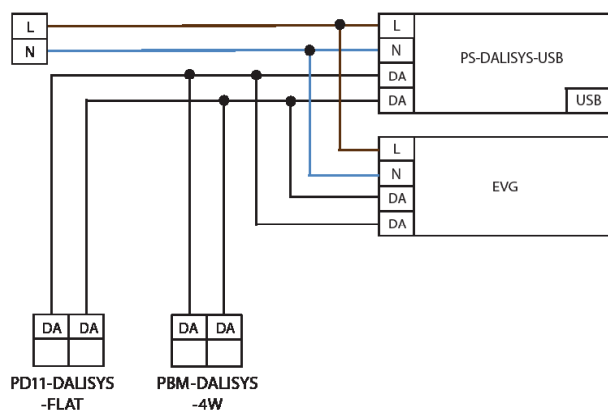 L
N
L
N
DA
DA
PS-DALISYS-USB
USB
L
N
DA
DA
EVG
DA DA
DA DA
PD11-DALISYS
-FLAT
PBM-DALISYS
-4W